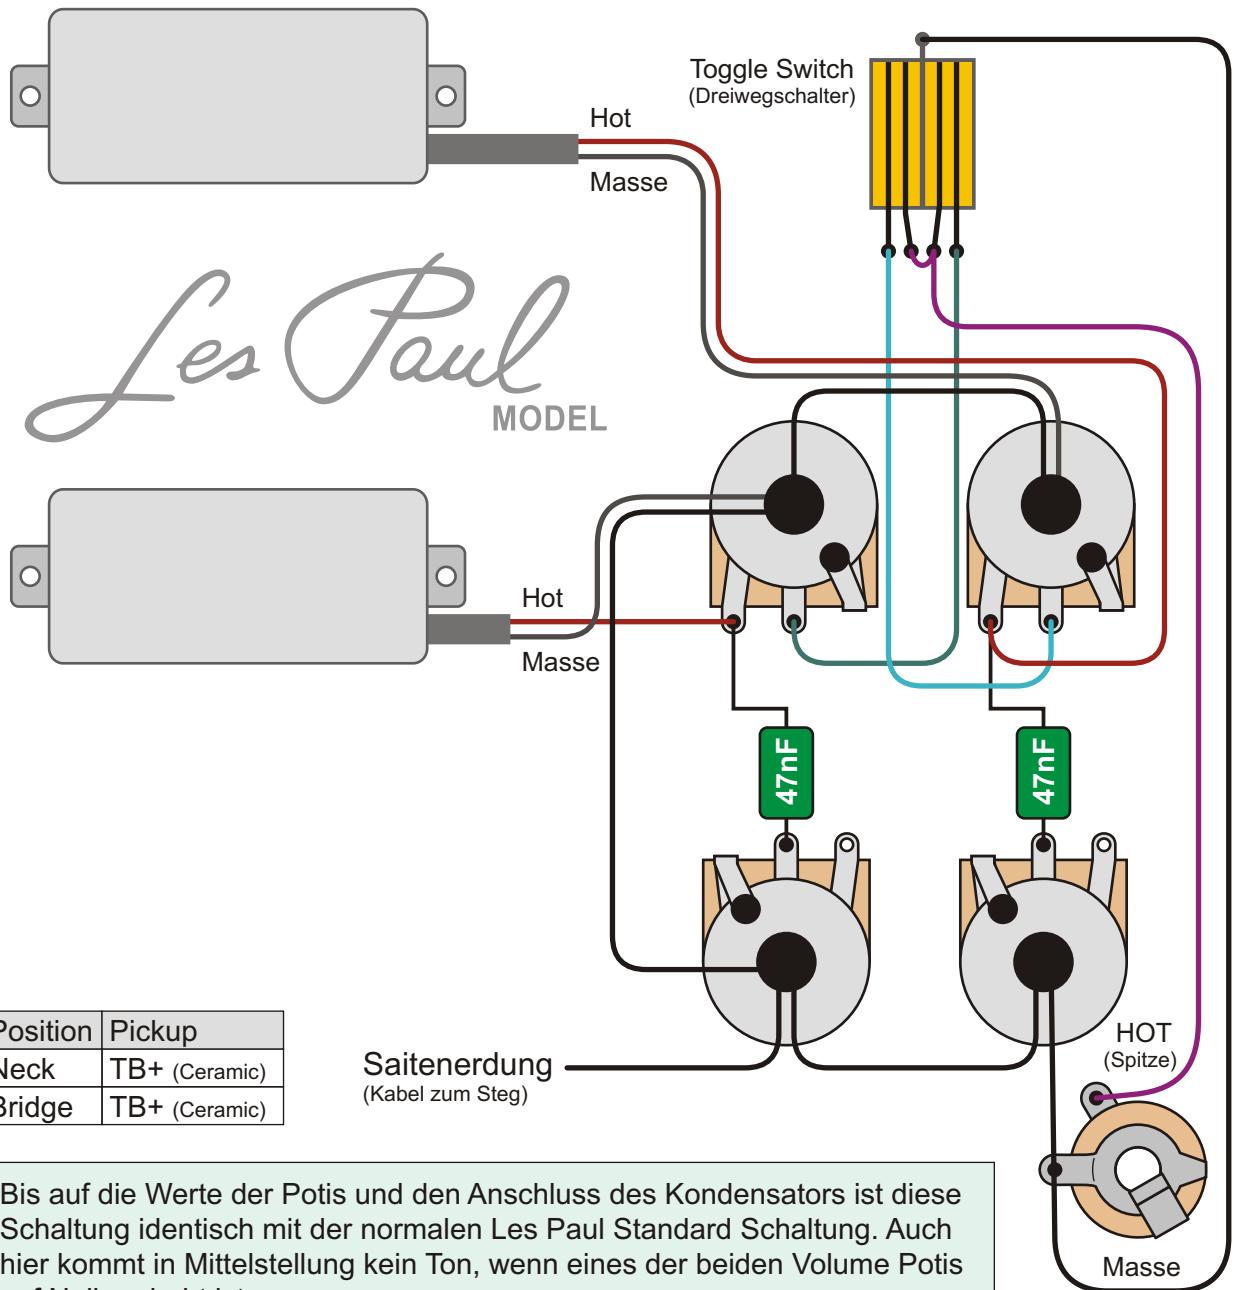 Toggle Switch
(Dreiwegschalter)
Hot
Masse
Les Paul
MODEL
Hot
Masse
47nF
47nF
Position Pickup
Neck TB+ (Ceramic)
Bridge TB+ (Ceramic)
Saitenerdung
(Kabel zum Steg)
HOT
(Spitze)
Masse
Bis auf die Werte der Potis und den Anschluss des Kondensators ist diese
Schaltung identisch mit der normalen Les Paul Standard Schaltung. Auch
hier kommt in Mittelstellung kein Ton, wenn eines der beiden Volume Potis